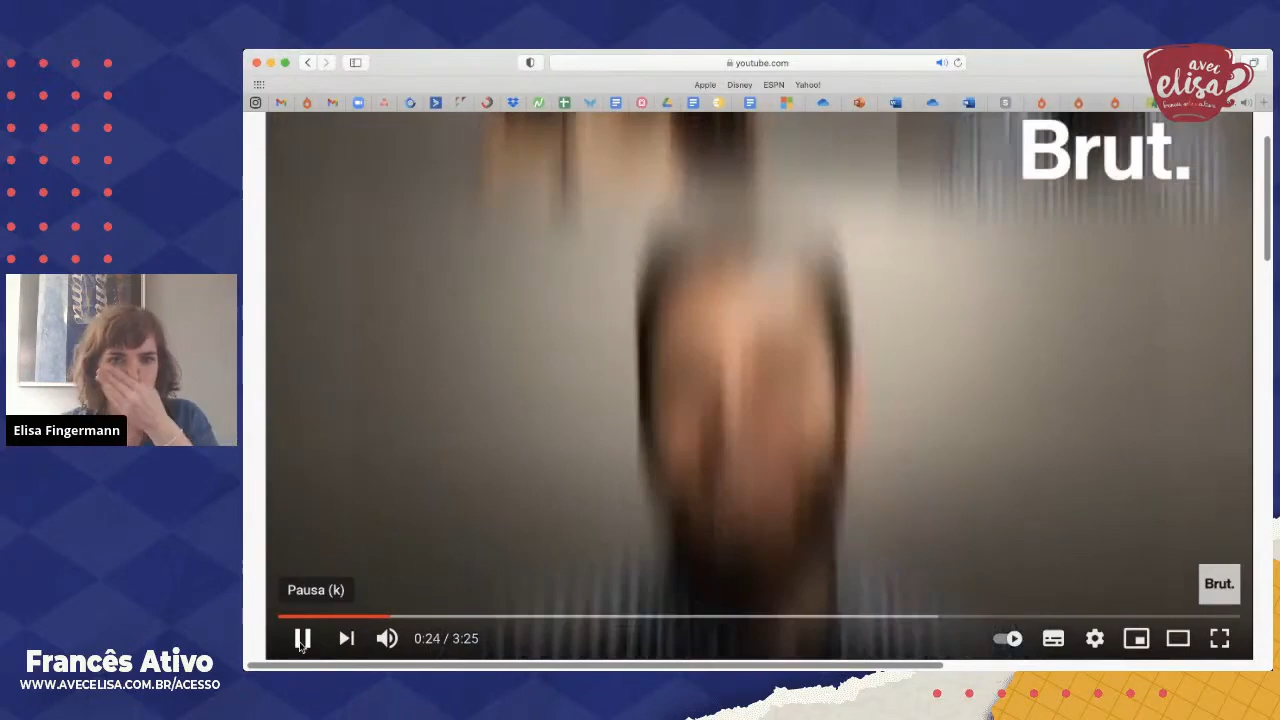 youtube.com
Apple
Disney
ESPN
Yahoo!
avec
elisa
Brut.
Elisa Fingermann
Pausa (k)
Brut.
0:24 / 3:25
Francês Ativo
WWW.AVECELISA.COM.BR/ACESSO